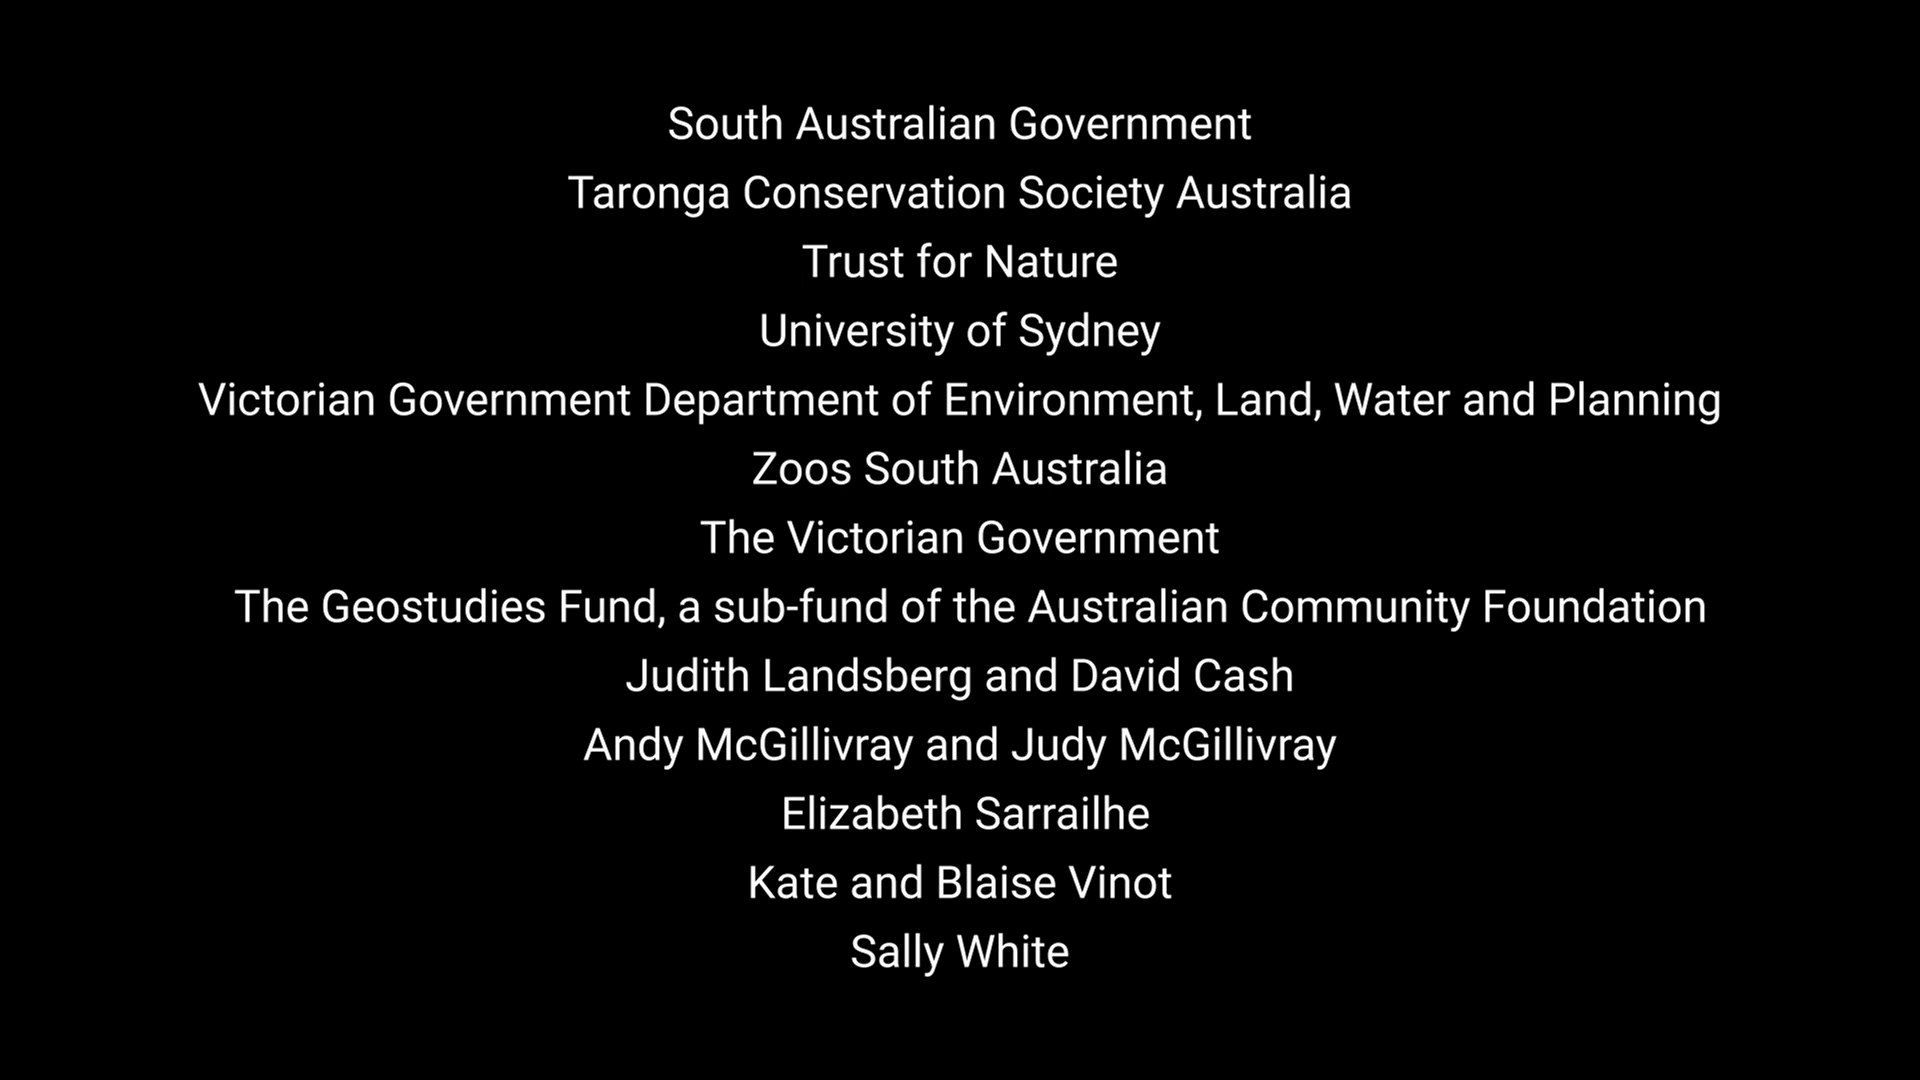 South Australian Government
Taronga Conservation Society Australia
Trust for Nature
University of Sydney
Victorian Government Department of Environment, Land, Water and Planning
Zoos South Australia
The Victorian Government
The Geostudies Fund, a sub-fund of the Australian Community Foundation
Judith Landsberg and David Cash
Andy McGillivray and Judy McGillivray
Elizabeth Sarrailhe
Kate and Blaise Vinot
Sally White